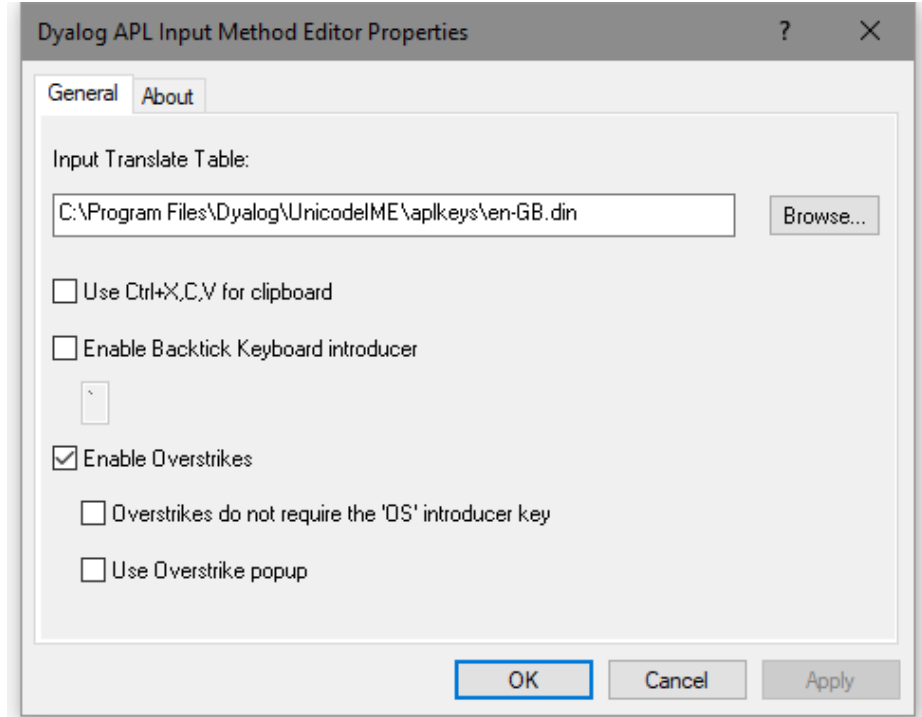 Dyalog APL Input Method Editor Properties ? ×
General About
Input Translate Table:
C:\Program Files\Dyalog\UnicodeIME\aplkeys\en-GB.din Browse...
Use Ctrl+X,C,V for clipboard
Enable Backtick Keyboard introducer
`
Enable Overstrikes
Overstrikes do not require the 'OS' introducer key
Use Overstrike popup
OK Cancel Apply